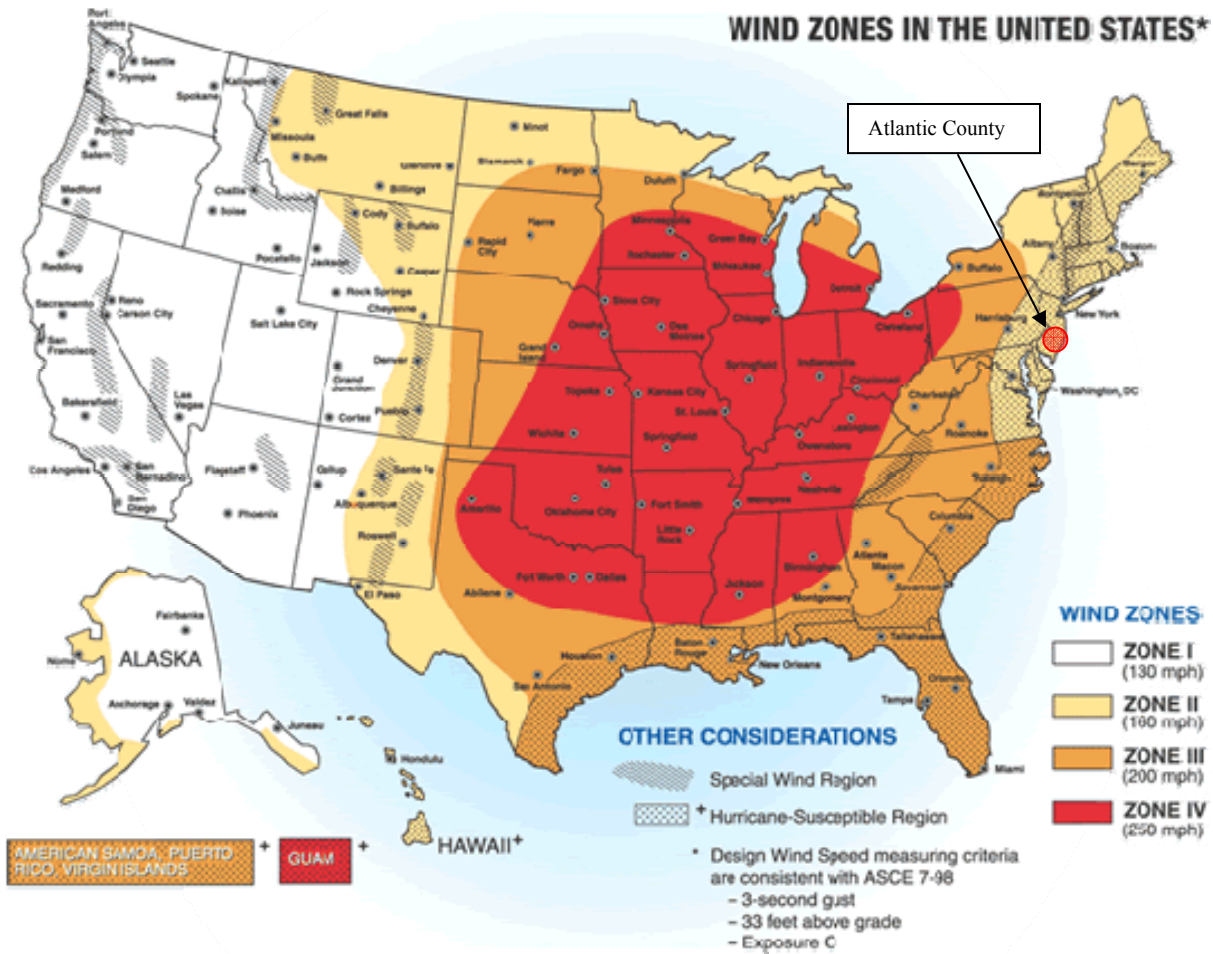 WIND ZONES IN THE UNITED STATES*
Atlantic County
Port
Angeles
Seattle
Olympia
Spokane
Kalispell
Great Falls
Portland
Salem
Missoula
Butte
Billings
Medford
Challis
Boise
Cody
Buffalo
Redding
Pocatello
Jackson
Casper
Rock Springs
Cheyenne
Sacramento
Reno
Carson City
San
Francisco
Salt Lake City
Denver
Grand
Junction
Pueblo
Cortez
Bakersfield
Las
Vegas
Los Angeles
San
Bernadino
San
Diego
Flagstaff
Phoenix
Gallup
Santa Fe
Albuquerque
Roswell
El Paso
Minot
Bismarck
Fargo
Duluth
Pierre
Rapid
City
Minneapolis
Rochester
Green Bay
Milwaukee
Detroit
Sioux City
Omaha
Des
Moines
Chicago
Cleveland
Grand
Island
Springfield
Indianapolis
Cincinnati
Topeka
Kansas City
St. Louis
Lexington
Wichita
Springfield
Owensboro
Tulsa
Nashville
Amarillo
Oklahoma City
Fort Smith
Memphis
Little
Rock
Fort Worth
Dallas
Abilene
Jackson
Birmingham
Montgomery
Atlanta
Macon
Savannah
Columbia
Raleigh
Roanoke
Charleston
Houston
San Antonio
Baton
Rouge
New Orleans
Tallahassee
Orlando
Tampa
Miami
Bangor
Montpelier
Albany
Boston
Buffalo
New York
Harrisburg
Washington, DC
Fairbanks
Nome
ALASKA
Anchorage
Valdez
Juneau
Honolulu
HAWAII+
AMERICAN SAMOA, PUERTO
RICO, VIRGIN ISLANDS
+
GUAM
+
OTHER CONSIDERATIONS
Special Wind Region
+ Hurricane-Susceptible Region
* Design Wind Speed measuring criteria
are consistent with ASCE 7-98
– 3-second gust
– 33 feet above grade
– Exposure C
WIND ZONES
ZONE I
(130 mph)
ZONE II
(160 mph)
ZONE III
(200 mph)
ZONE IV
(250 mph)